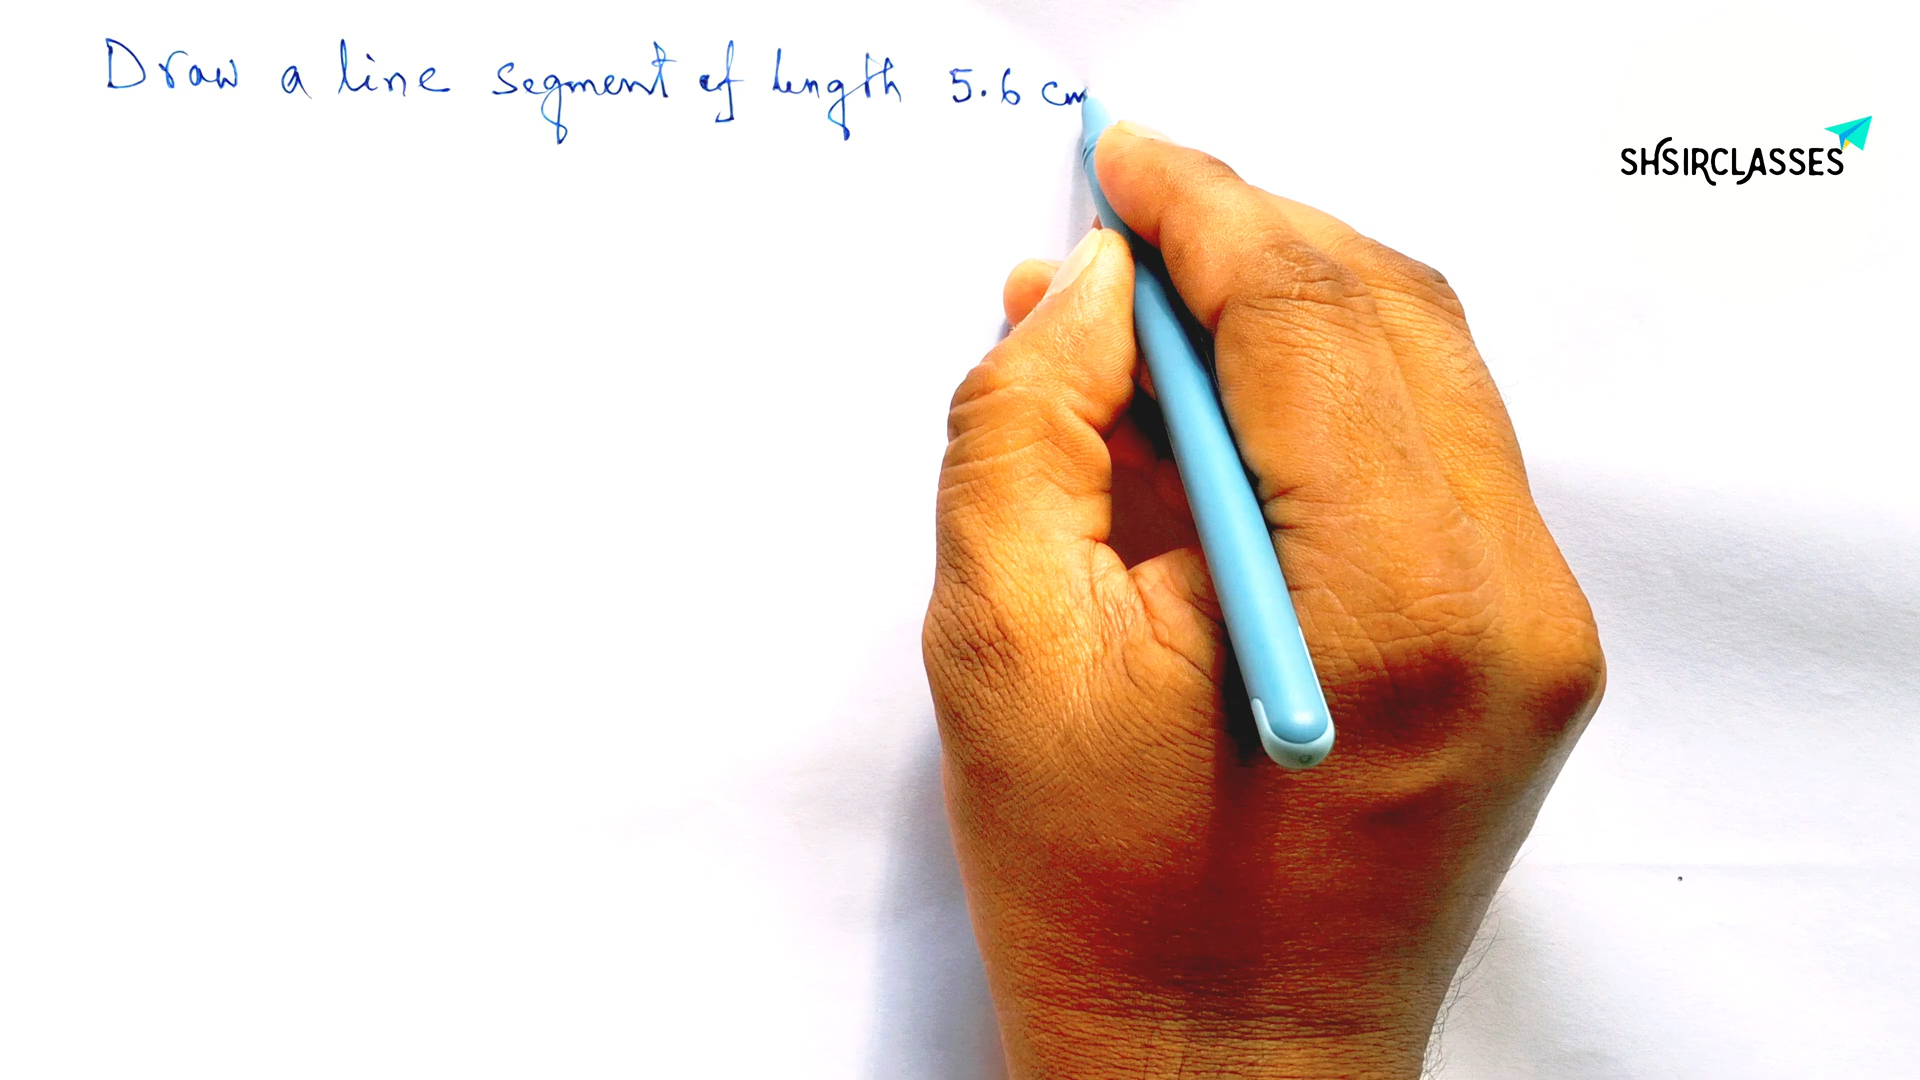 Draw a line segment of length 5.6 cm
SHSIRCLASSES